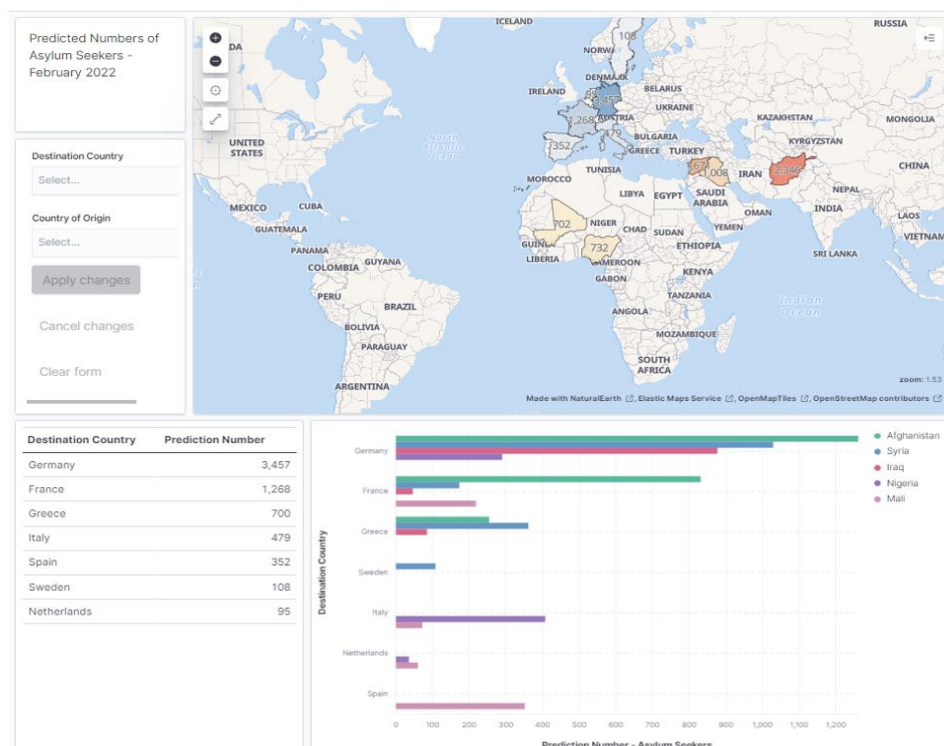 Predicted Numbers of
Asylum Seekers -
February 2022
Destination Country
Select...
Country of Origin
Select...
Apply changes
Cancel changes
Clear form
ICELAND
RUSSIA
108
NORWAY
DENMARK
IRELAND
BELARUS
3,457
UKRAINE
1,268
AUSTRIA
KAZAKHSTAN
MONGOLIA
UNITED
STATES
North
Atlantic
Ocean
352
479
BULGARIA
GREECE
TURKEY
KYRGYZSTAN
TUNISIA
1,008
IRAN
2,346
CHINA
MOROCCO
LIBYA
EGYPT
SAUDI
ARABIA
NEPAL
MEXICO
CUBA
OMAN
INDIA
LAOS
GUATEMALA
702
NIGER
CHAD
SUDAN
YEMEN
VIETNAM
PANAMA
GUYANA
LIBERIA
732
ETHIOPIA
SRI LANKA
COLOMBIA
CAMEROON
GABON
KENYA
PERU
BRAZIL
TANZANIA
Indian
Ocean
ANGOLA
BOLIVIA
MOZAMBIQUE
PARAGUAY
SOUTH
AFRICA
ARGENTINA
zoom: 1.53
Made with NaturalEarth, Elastic Maps Service, OpenMapTiles, OpenStreetMap contributors
Destination Country Prediction Number
Germany 3,457
France 1,268
Greece 700
Italy 479
Spain 352
Sweden 108
Netherlands 95
Destination Country
Germany
France
Greece
Sweden
Italy
Netherlands
Spain
0 100 200 300 400 500 600 700 800 900 1,000 1,100 1,200
Prediction Number - Asylum Seekers
Afghanistan
Syria
Iraq
Nigeria
Mali